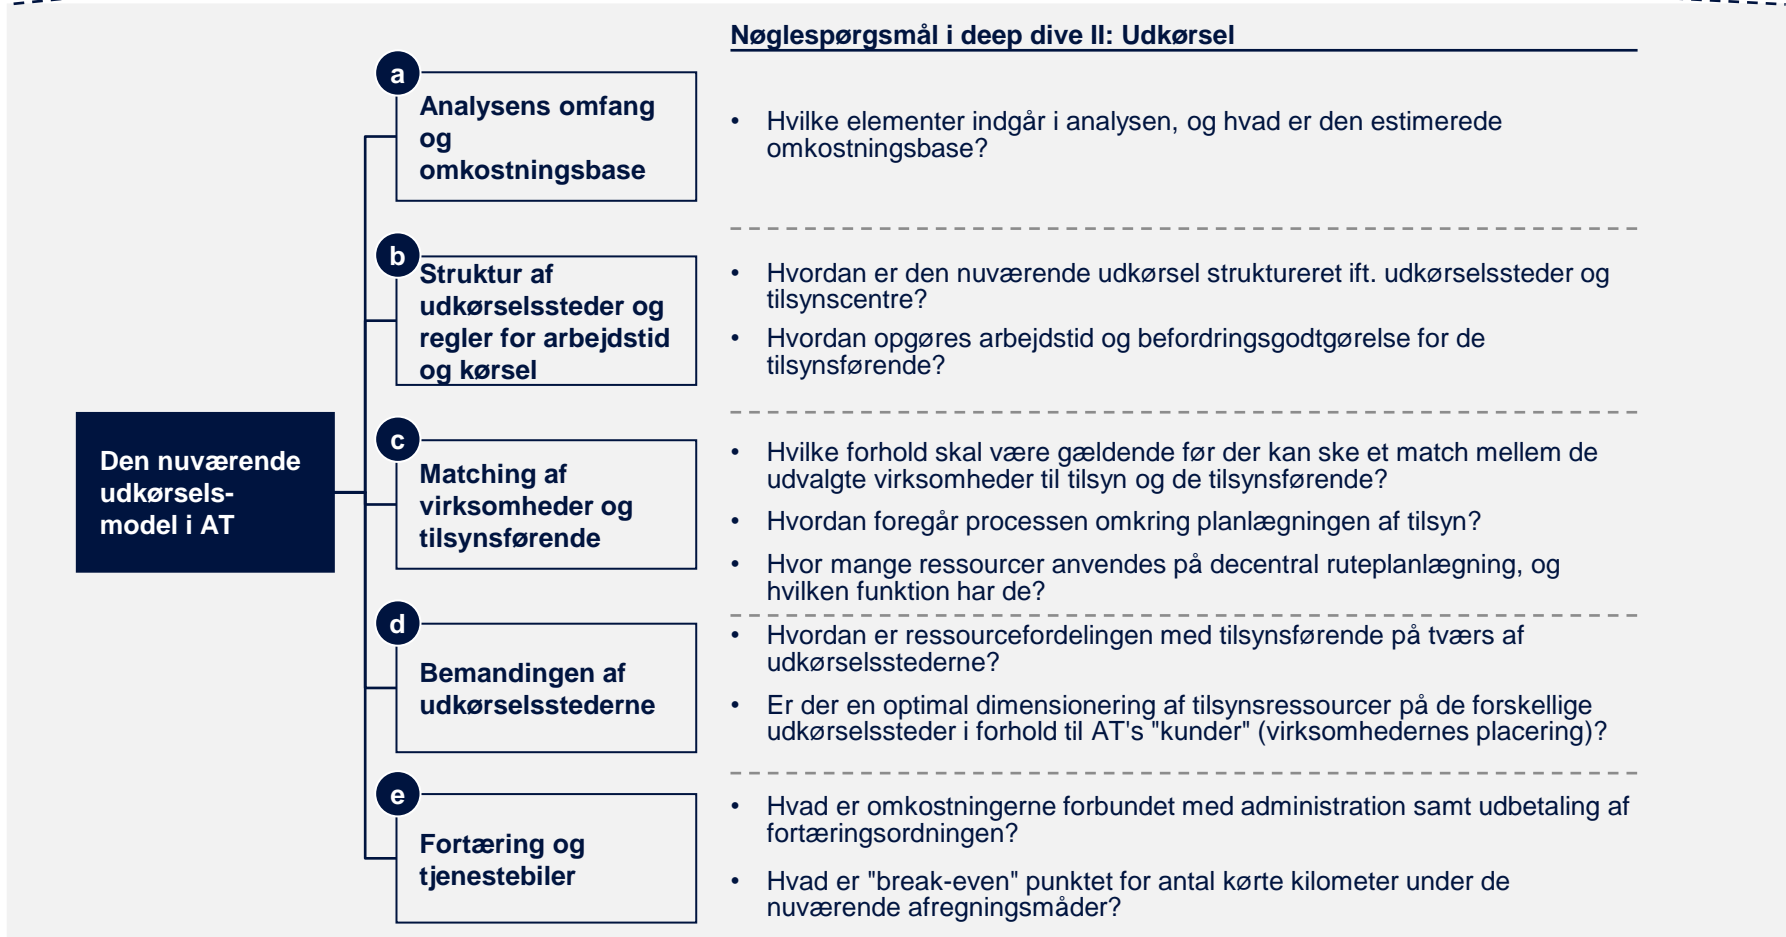 Nøglespørgsmål i deep dive II: Udkørsel
Den nuværende
udkørsels-
model i AT
a
Analysens omfang
og
omkostningsbase
• Hvilke elementer indgår i analysen, og hvad er den estimerede
omkostningsbase?
b
Struktur af
udkørselssteder og
regler for arbejdstid
og kørsel
• Hvordan er den nuværende udkørsel struktureret ift. udkørselssteder og
tilsynscentre?
• Hvordan opgøres arbejdstid og befordringsgodtgørelse for de
tilsynsførende?
c
Matching af
virksomheder og
tilsynsførende
• Hvilke forhold skal være gældende før der kan ske et match mellem de
udvalgte virksomheder til tilsyn og de tilsynsførende?
• Hvordan foregår processen omkring planlægningen af tilsyn?
• Hvor mange ressourcer anvendes på decentral ruteplanlægning, og
hvilken funktion har de?
d
Bemandingen af
udkørselsstederne
• Hvordan er ressourcefordelingen med tilsynsførende på tværs af
udkørselsstederne?
• Er der en optimal dimensionering af tilsynsressourcer på de forskellige
udkørselssteder i forhold til AT's "kunder" (virksomhedernes placering)?
e
Fortæring og
tjenestebiler
• Hvad er omkostningerne forbundet med administration samt udbetaling af
fortæringsordningen?
• Hvad er "break-even" punktet for antal kørte kilometer under de
nuværende afregningsmåder?